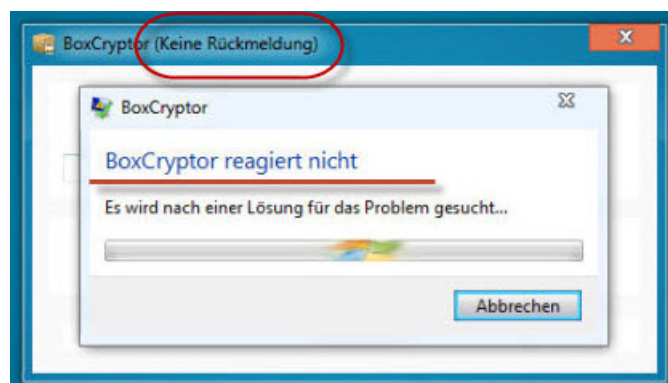 BoxCryptor (Keine Rückmeldung)
BoxCryptor
BoxCryptor reagiert nicht
Es wird nach einer Lösung für das Problem gesucht...
Abbrechen